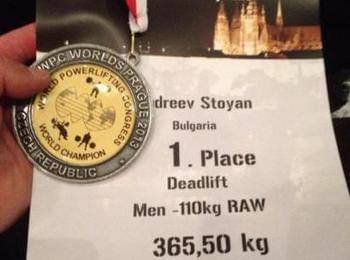 WPC WORLDS PRAGUE 2013
WORLD POWERLIFTING CONGRESS
WORLD CHAMPION
CZECH REPUBLIC
dreev Stoyan
Bulgaria
1. Place
Deadlift
Men -110kg RAW
365,50 kg